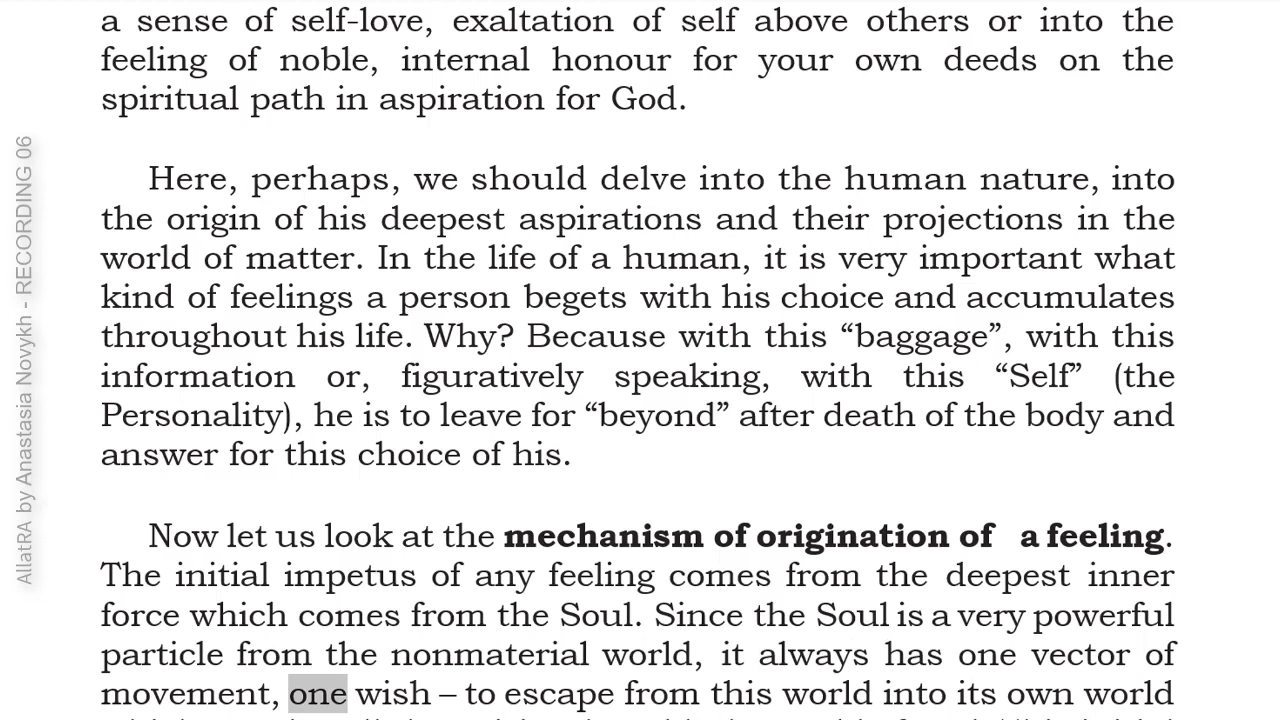 a sense of self-love, exaltation of self above others or into the
feeling of noble, internal honour for your own deeds on the
spiritual path in aspiration for God.
Here, perhaps, we should delve into the human nature, into
the origin of his deepest aspirations and their projections in the
world of matter. In the life of a human, it is very important what
kind of feelings a person begets with his choice and accumulates
throughout his life. Why? Because with this “baggage”, with this
information or, figuratively speaking, with this “Self” (the
Personality), he is to leave for “beyond” after death of the body and
answer for this choice of his.
Now let us look at the mechanism of origination of a feeling.
The initial impetus of any feeling comes from the deepest inner
force which comes from the Soul. Since the Soul is a very powerful
particle from the nonmaterial world, it always has one vector of
movement, one wish – to escape from this world into its own world
AllatRA by Anastasia Novykh - RECORDING 06